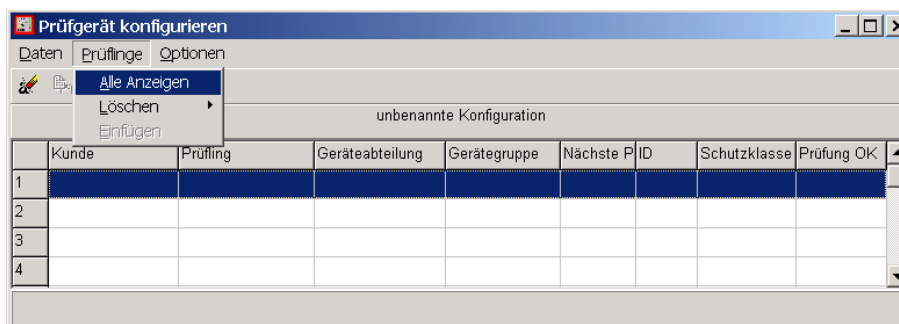 Prüfgerät konfigurieren
Daten Prüflinge Optionen
Alle Anzeigen
Löschen
Einfügen
unbenannte Konfiguration
Kunde Prüfling Geräteabteilung Gerätegruppe Nächste P ID Schutzklasse Prüfung OK
1
2
3
4